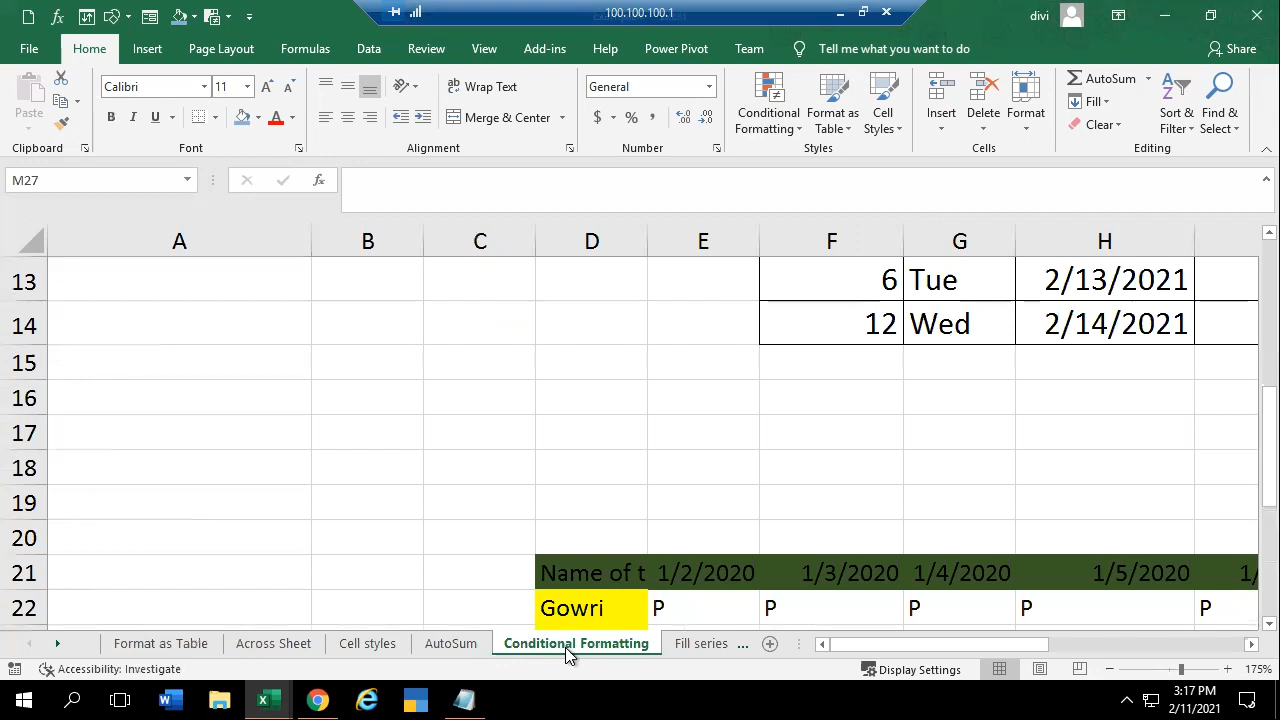 100.100.100.1
divi
File Home Insert Page Layout Formulas Data Review View Add-ins Help Power Pivot Team Tell me what you want to do Share
Paste
Calibri 11
B I U A
Wrap Text
Merge & Center
General
$ % ,
Conditional Formatting
Format as Table
Cell Styles
Insert Delete Format
AutoSum
Fill
Clear
Sort & Filter
Find & Select
Clipboard Font Alignment Number Styles Cells Editing
M27 fx
A B C D E F G H
13 6 Tue 2/13/2021
14 12 Wed 2/14/2021
15
16
17
18
19
20
21 Name of t 1/2/2020 1/3/2020 1/4/2020 1/5/2020 1/
22 Gowri P P P P P
Format as Table Across Sheet Cell styles AutoSum Conditional Formatting Fill series ...
Accessibility: Investigate Display Settings 175%
3:17 PM
2/11/2021